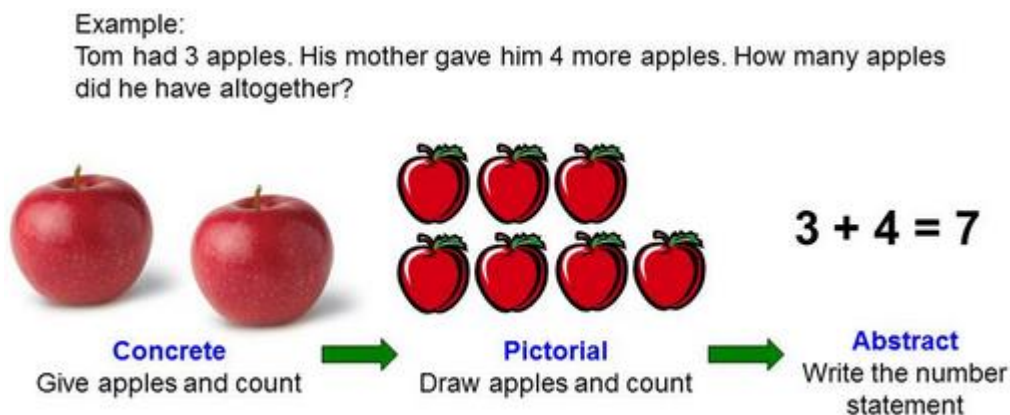 Example:
Tom had 3 apples. His mother gave him 4 more apples. How many apples
did he have altogether?
3 + 4 = 7
Concrete
Give apples and count
Pictorial
Draw apples and count
Abstract
Write the number
statement